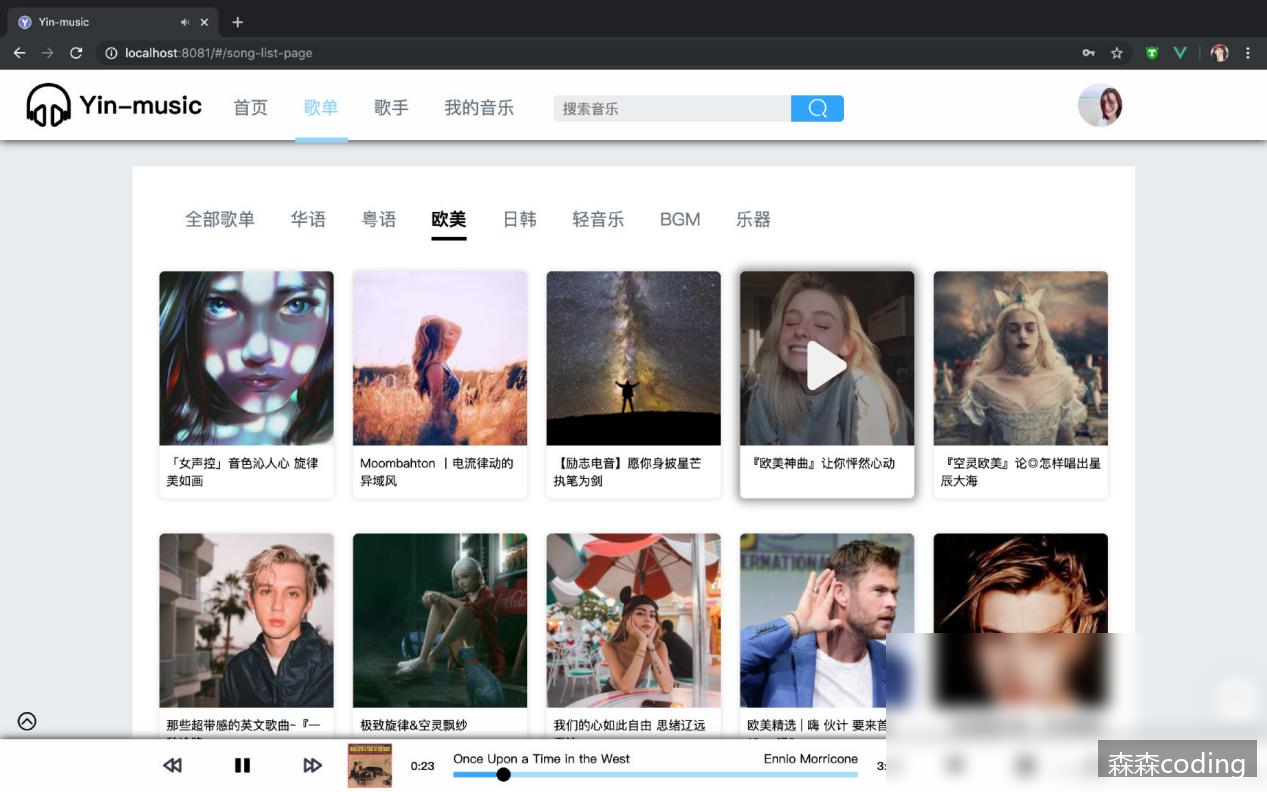 Yin-music
localhost:8081/#/song-list-page
Yin-music 首页 歌单 歌手 我的音乐 搜索音乐
全部歌单 华语 粤语 欧美 日韩 轻音乐 BGM 乐器
「女声控」音色沁人心 旋律
美如画
Moombahton ｜电流律动的
异域风
【励志电音】愿你身披星芒
执笔为剑
『欧美神曲』让你怦然心动
『空灵欧美』论◎怎样唱出星
辰大海
那些超带感的英文歌曲~『一
极致旋律&空灵飘纱
我们的心如此自由 思绪辽远
欧美精选｜嗨 伙计 要来首
0:23
Once Upon a Time in the West
Ennio Morricone
3:
森森coding